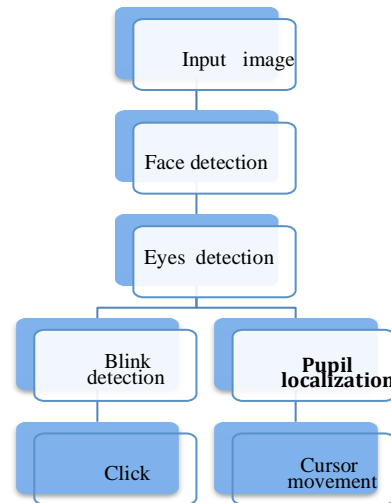 Input image
Face detection
Eyes detection
Blink
detection
Pupil
localization
Click
Cursor
movement